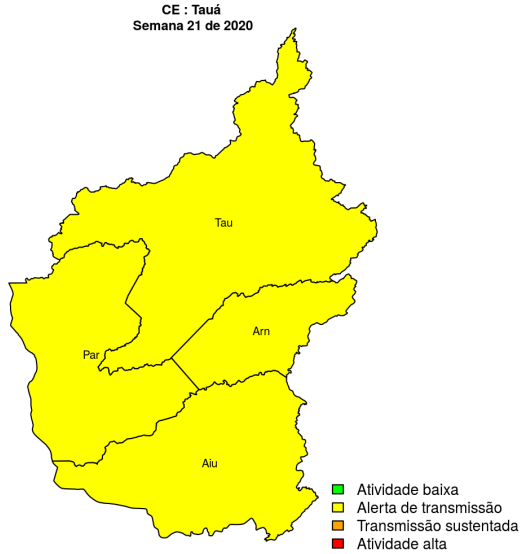 CE : Tauá
Semana 21 de 2020
Tau
Arn
Par
Aiu
Atividade baixa
Alerta de transmissão
Transmissão sustentada
Atividade alta